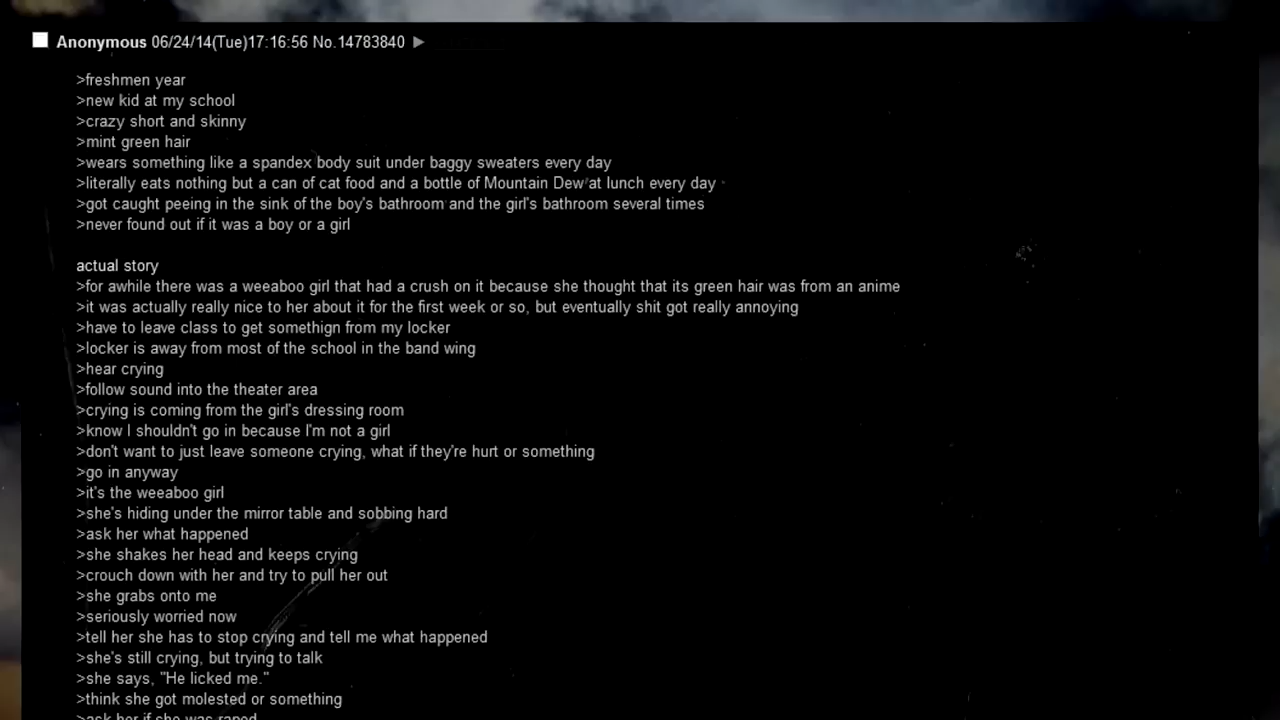 Anonymous 06/24/14(Tue)17:16:56 No.14783840 ▶
>freshmen year
>new kid at my school
>crazy short and skinny
>mint green hair
>wears something like a spandex body suit under baggy sweaters every day
>literally eats nothing but a can of cat food and a bottle of Mountain Dew at lunch every day
>got caught peeing in the sink of the boy's bathroom and the girl's bathroom several times
>never found out if it was a boy or a girl
actual story
>for awhile there was a weeaboo girl that had a crush on it because she thought that its green hair was from an anime
>it was actually really nice to her about it for the first week or so, but eventually shit got really annoying
>have to leave class to get somethign from my locker
>locker is away from most of the school in the band wing
>hear crying
>follow sound into the theater area
>crying is coming from the girl's dressing room
>know I shouldn't go in because I'm not a girl
>don't want to just leave someone crying, what if they're hurt or something
>go in anyway
>it's the weeaboo girl
>she's hiding under the mirror table and sobbing hard
>ask her what happened
>she shakes her head and keeps crying
>crouch down with her and try to pull her out
>she grabs onto me
>seriously worried now
>tell her she has to stop crying and tell me what happened
>she's still crying, but trying to talk
>she says, "He licked me."
>think she got molested or something
>ask her if she was raped